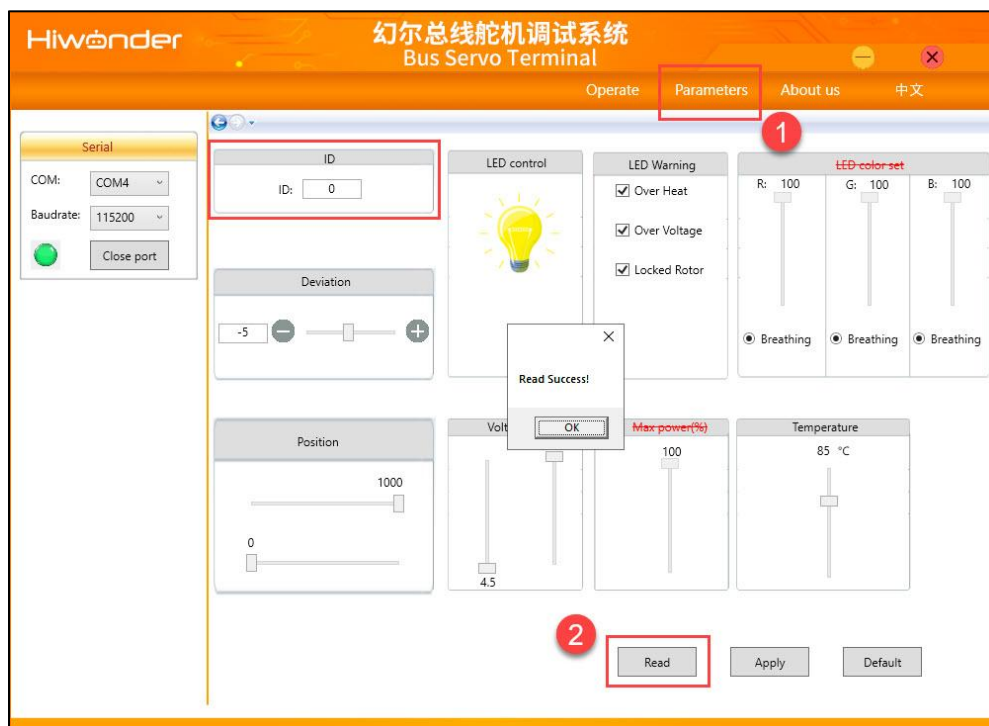 Hiwonder
幻尔总线舵机调试系统
Bus Servo Terminal
Operate Parameters About us 中文
1
Serial
COM: COM4
Baudrate: 115200
Close port
ID
ID: 0
LED control
LED Warning
Over Heat
Over Voltage
Locked Rotor
LED color set
R: 100 G: 100 B: 100
Breathing Breathing Breathing
Deviation
-5
Read Success!
OK
Position
1000
0
Volt
4.5
Max power(%)
100
Temperature
85 °C
2
Read Apply Default